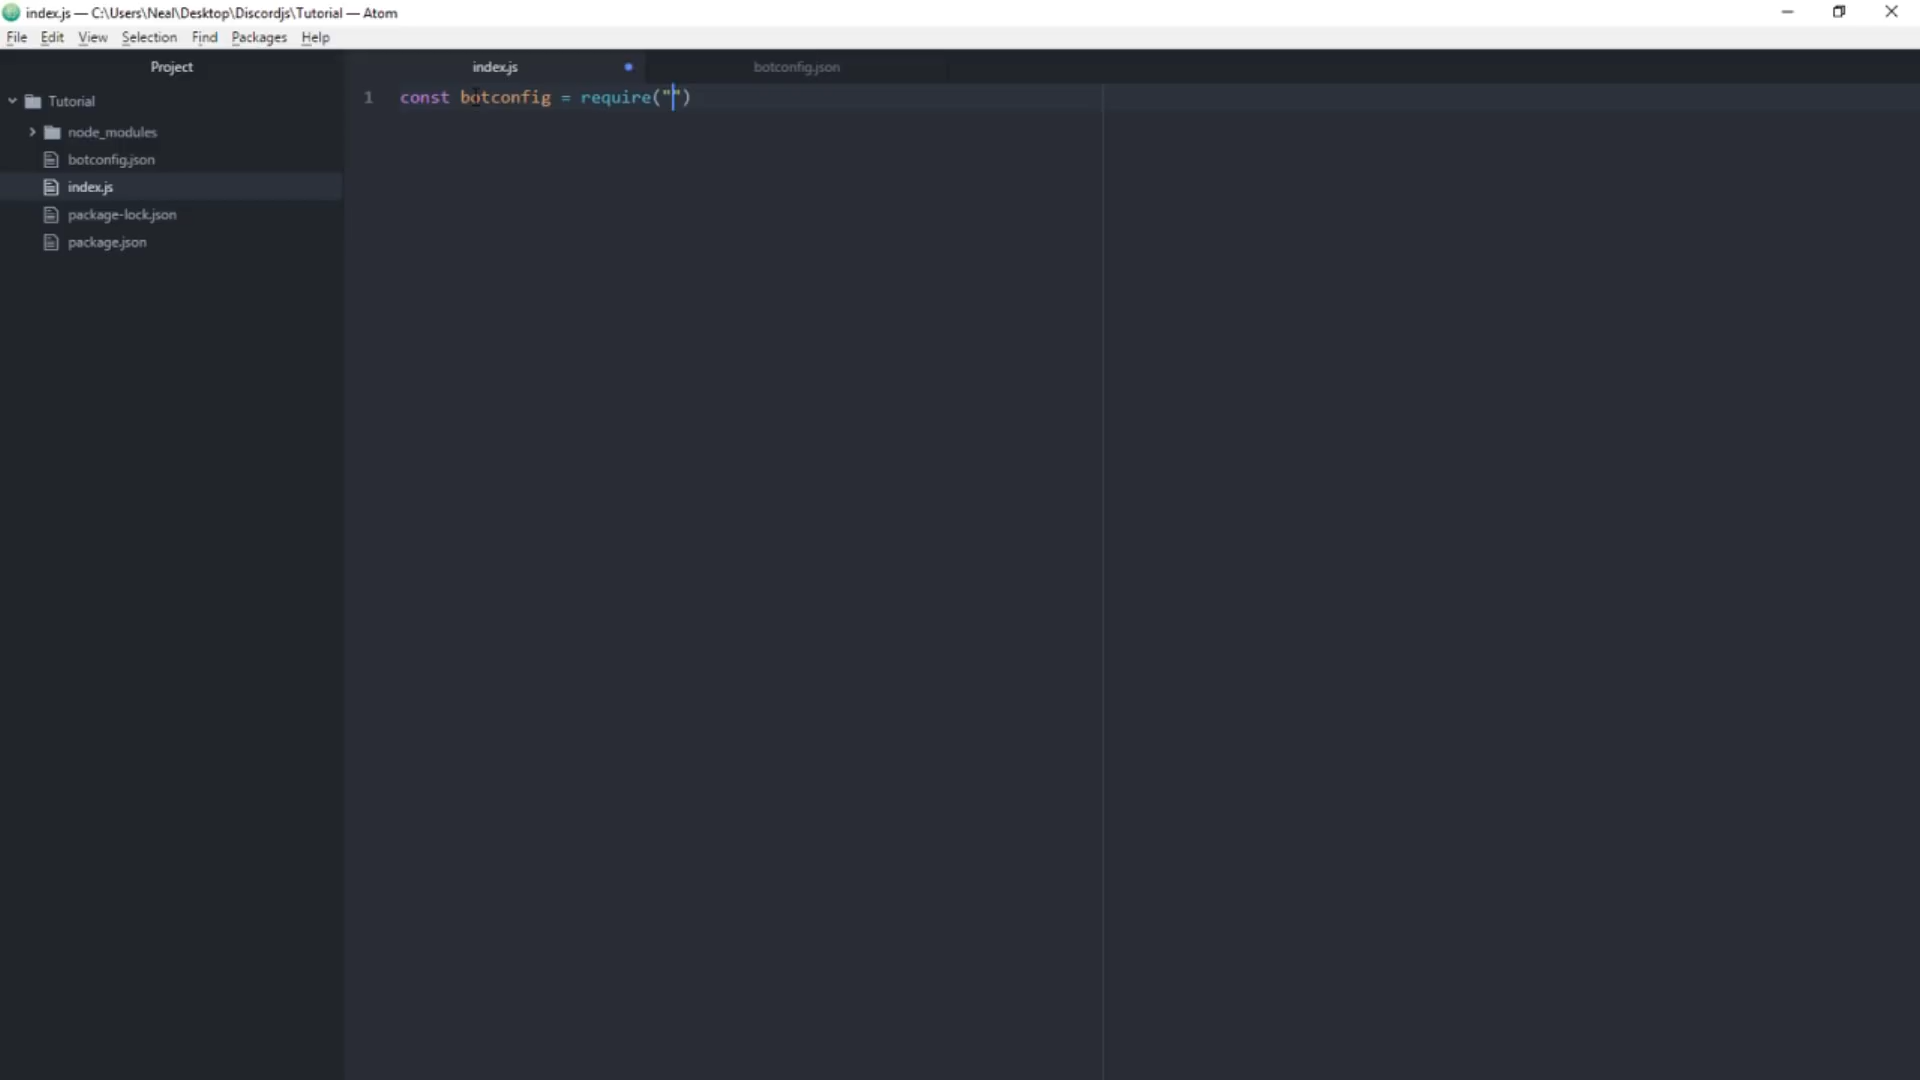 index.js — C:\Users\Neal\Desktop\Discordjs\Tutorial — Atom
File Edit View Selection Find Packages Help
Project
index.js
botconfig.json
Tutorial
node_modules
botconfig.json
index.js
package-lock.json
package.json
1 const botconfig = require("")